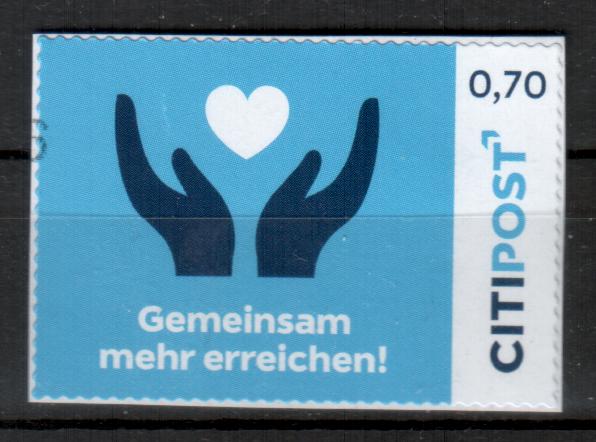 Gemeinsam
mehr erreichen!
0,70
CITIPOST